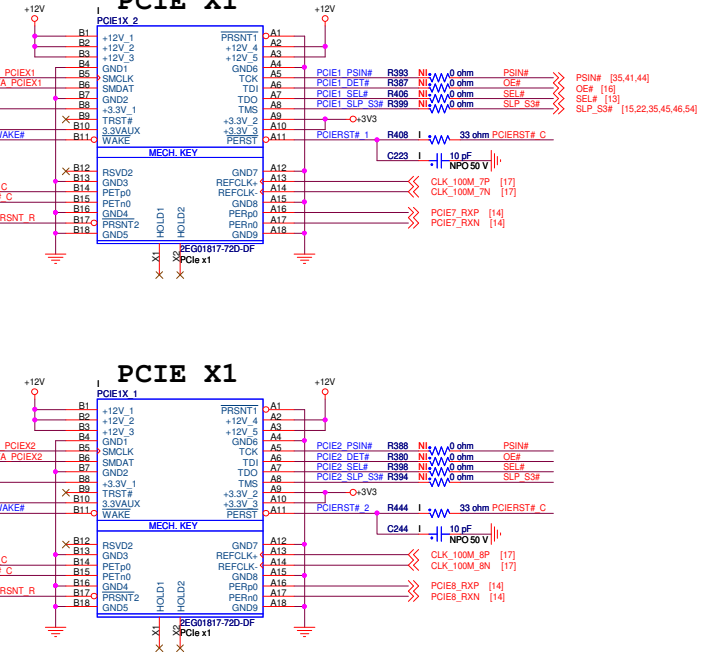 PCIE X1
+12V
+12V
PCIE1X_2
B1 +12V_1 PRSNT1 A1
B2 +12V_2 +12V_4 A2
B3 +12V_3 +12V_5 A3
B4 GND1 GND6 A4
PCIEX1 B5 SMCLK TCK A5 PCIE1_PSIN# R393 NI 0 ohm PSIN# PSIN# [35,41,44]
A_PCIEX1 B6 SMDAT TDI A6 PCIE1_DET# R387 NI 0 ohm OE# OE# [16]
B7 GND2 TDO A7 PCIE1_SEL# R406 NI 0 ohm SEL# SEL# [13]
B8 +3.3V_1 TMS A8 PCIE1_SLP_S3# R399 NI 0 ohm SLP_S3# SLP_S3# [15,22,35,45,46,54]
B9 TRST# +3.3V_2 A9 +3V3
B10 3.3VAUX +3.3V_3 A10
WAKE# B11 WAKE PERST A11 PCIERST#_1 R408 I 33 ohm PCIERST#_C
MECH. KEY
C223 I 10 pF
NPO 50 V
B12 RSVD2 GND7 A12
B13 GND3 REFCLK+ A13 CLK_100M_7P [17]
C B14 PETp0 REFCLK- A14 CLK_100M_7N [17]
C B15 PETn0 GND8 A15
B16 GND4 PERp0 A16 PCIE7_RXP [14]
RSNT_R B17 PRSNT2 PERn0 A17 PCIE7_RXN [14]
B18 GND5 GND9 A18
HOLD1 HOLD2
X1 X2
2EG01817-72D-DF
PCIe x1
PCIE X1
+12V
+12V
I
PCIE1X_1
B1 +12V_1 PRSNT1 A1
B2 +12V_2 +12V_4 A2
B3 +12V_3 +12V_5 A3
B4 GND1 GND6 A4
PCIEX2 B5 SMCLK TCK A5 PCIE2_PSIN# R388 NI 0 ohm PSIN#
A_PCIEX2 B6 SMDAT TDI A6 PCIE2_DET# R380 NI 0 ohm OE#
B7 GND2 TDO A7 PCIE2_SEL# R398 NI 0 ohm SEL#
B8 +3.3V_1 TMS A8 PCIE2_SLP_S3# R394 NI 0 ohm SLP_S3#
B9 TRST# +3.3V_2 A9 +3V3
B10 3.3VAUX +3.3V_3 A10
AKE# B11 WAKE PERST A11 PCIERST#_2 R444 I 33 ohm PCIERST#_C
MECH. KEY
C244 I 10 pF
NPO 50 V
B12 RSVD2 GND7 A12
B13 GND3 REFCLK+ A13 CLK_100M_8P [17]
C B14 PETp0 REFCLK- A14 CLK_100M_8N [17]
C B15 PETn0 GND8 A15
B16 GND4 PERp0 A16 PCIE8_RXP [14]
RSNT_R B17 PRSNT2 PERn0 A17 PCIE8_RXN [14]
B18 GND5 GND9 A18
HOLD1 HOLD2
X1 X2
2EG01817-72D-DF
PCIe x1